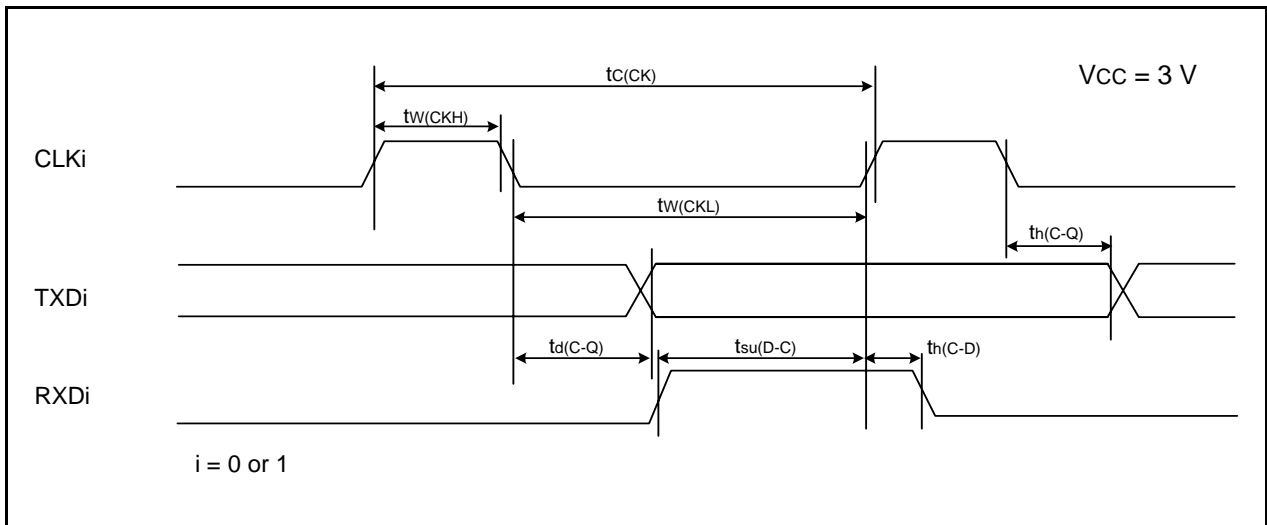 tC(CK)
VCC = 3 V
tW(CKH)
CLKi
tW(CKL)
th(C-Q)
TXDi
td(C-Q)
tsu(D-C)
th(C-D)
RXDi
i = 0 or 1